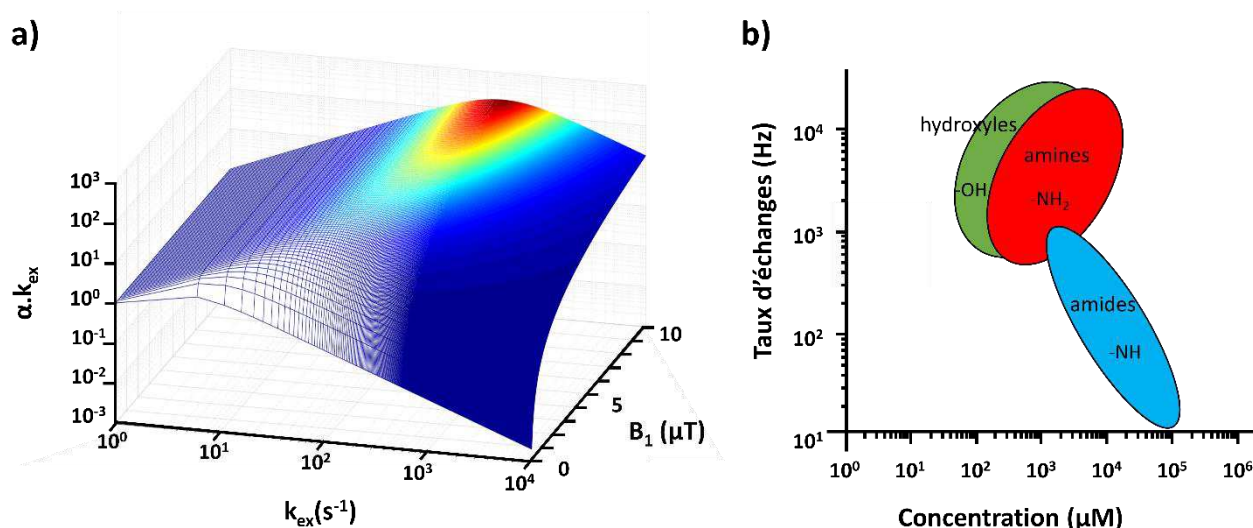 a)
α.k_ex
10³
10²
10¹
10⁰
10⁻¹
10⁻²
10⁻³
10⁰
10¹
10²
10³
10⁴
k_ex(s⁻¹)
0
5
10
B₁ (µT)
b)
Taux d'échanges (Hz)
10⁴
10³
10²
10¹
hydroxyles
-OH
amines
-NH₂
amides
-NH
10⁰ 10¹ 10² 10³ 10⁴ 10⁵ 10⁶
Concentration (µM)